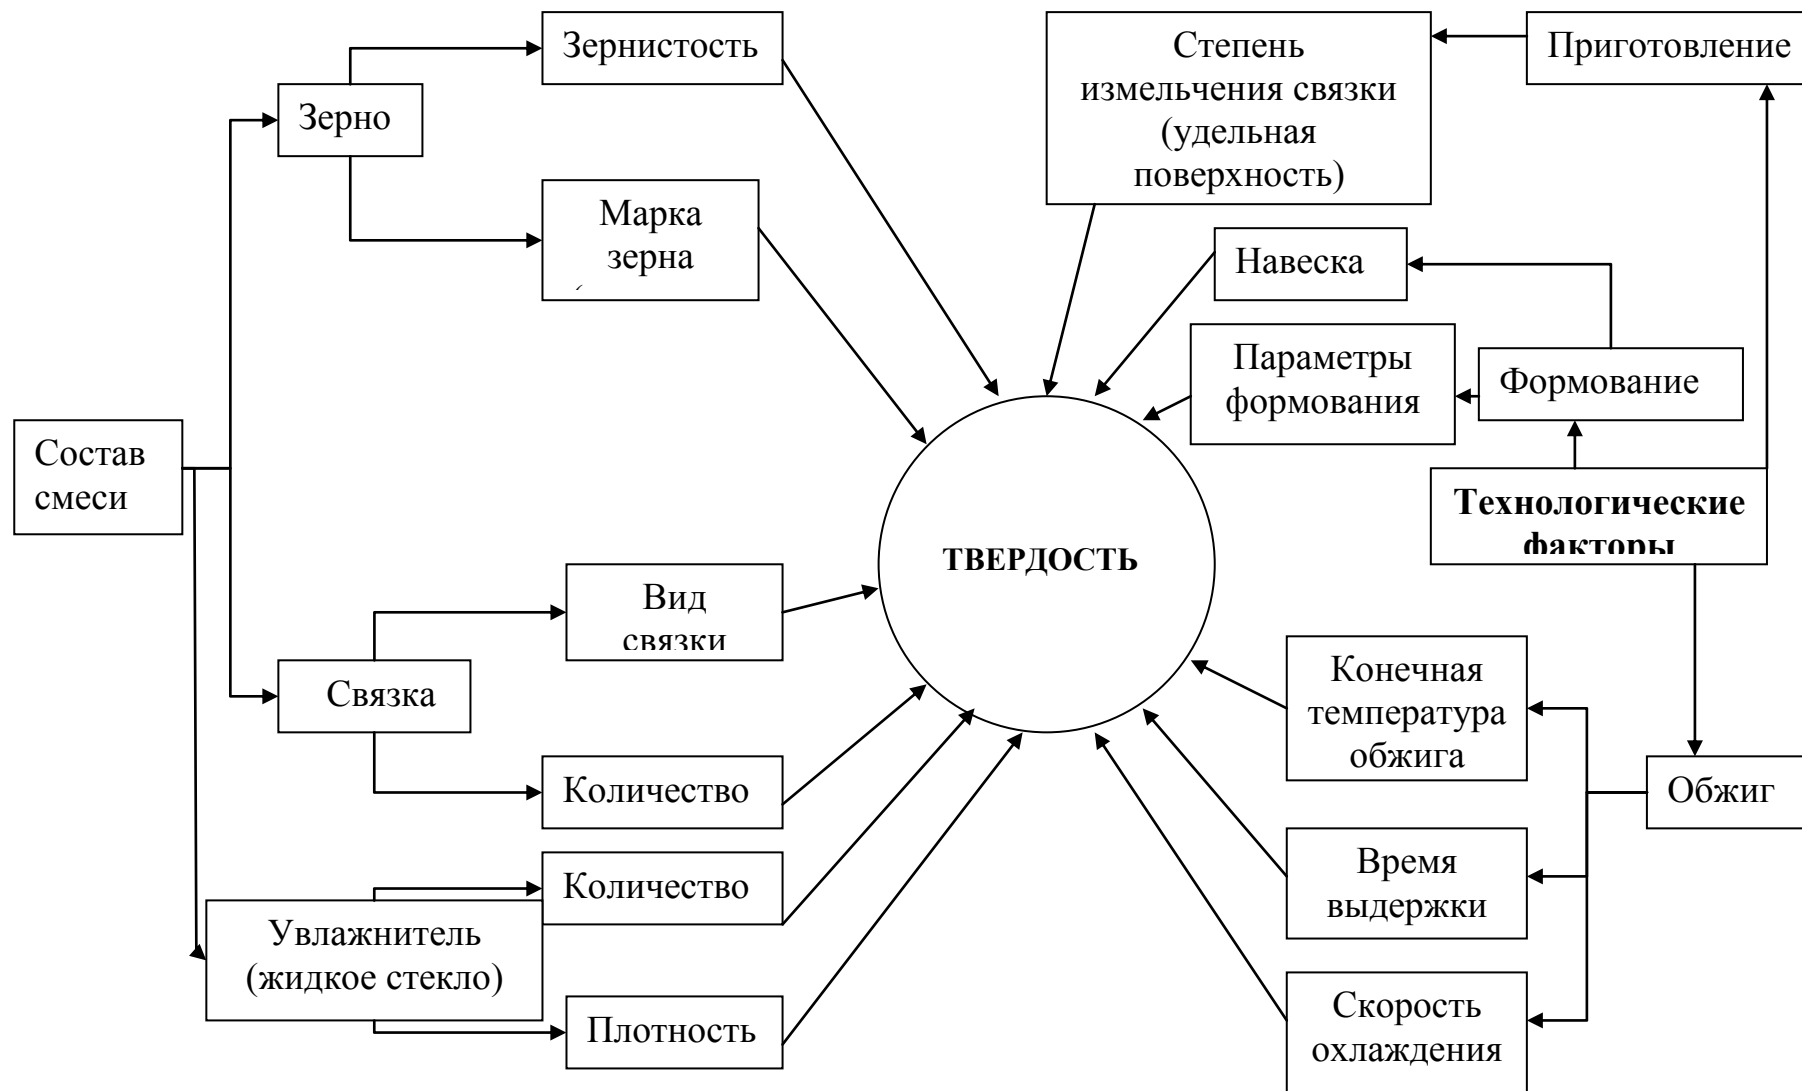 Зернистость
Зерно
Марка
зерна
(
Состав
смеси
Вид
связки
Связка
Количество
Количество
Увлажнитель
(жидкое стекло)
Плотность
ТВЕРДОСТЬ
Степень
измельчения связки
(удельная
поверхность)
Приготовление
Навеска
Параметры
формования
Формование
Технологические
факторы
Конечная
температура
обжига
Обжиг
Время
выдержки
Скорость
охлаждения